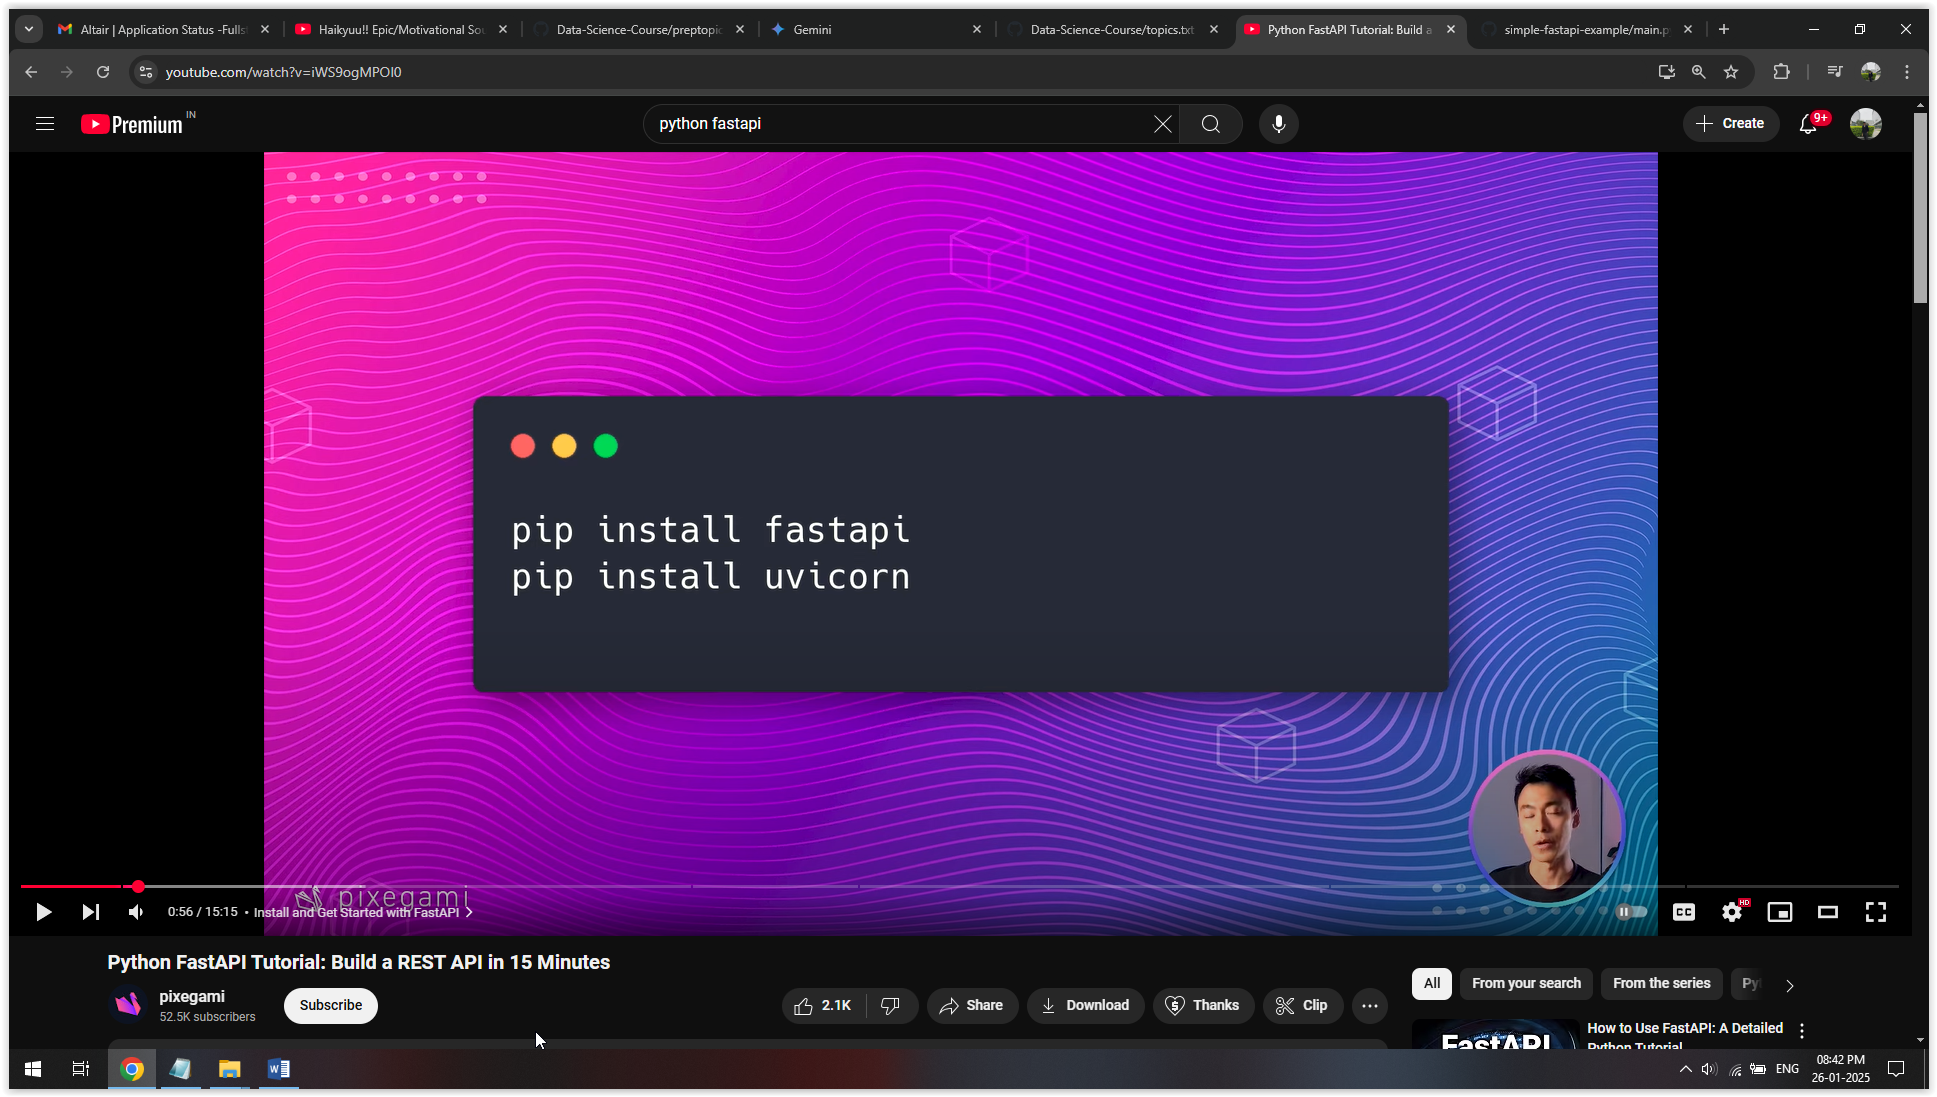 Altair | Application Status -Fulls
Haikyuu!! Epic/Motivational Sou
Data-Science-Course/preptopic
Gemini
Data-Science-Course/topics.txt
Python FastAPI Tutorial: Build a
simple-fastapi-example/main.p
youtube.com/watch?v=iWS9ogMPOI0
Premium IN
python fastapi
Create
9+
pip install fastapi
pip install uvicorn
pixegami
0:56 / 15:15 • Install and Get Started with FastAPI
CC
HD
Python FastAPI Tutorial: Build a REST API in 15 Minutes
pixegami
52.5K subscribers
Subscribe
2.1K
Share
Download
Thanks
Clip
All
From your search
From the series
Py
FastAPI
How to Use FastAPI: A Detailed
Python Tutorial
ENG
08:42 PM
26-01-2025